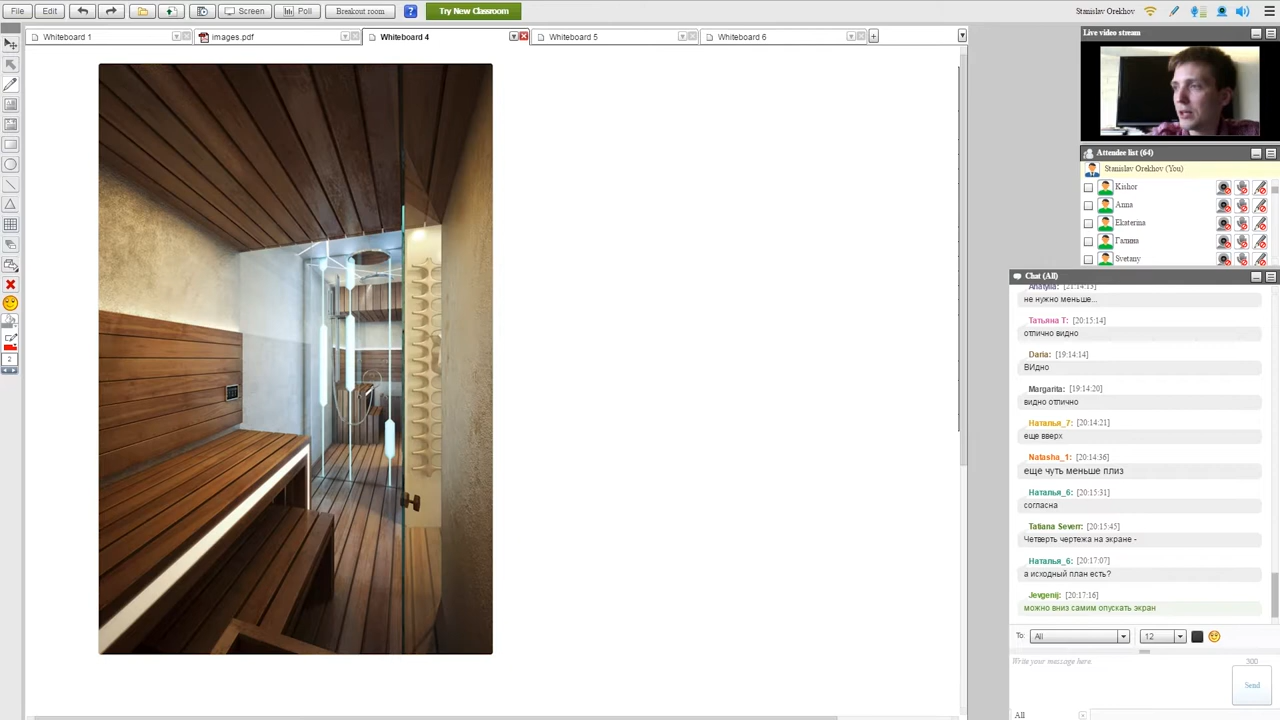 File Edit Screen Poll Breakout room ? Try New Classroom Stanislav Orekhov
Whiteboard 1 images.pdf Whiteboard 4 Whiteboard 5 Whiteboard 6
Live video stream
Attendee list (64)
Stanislav Orekhov (You)
Kishor
Anna
Ekaterina
Галина
Svetany
Chat (All)
не нужно меньше...
Татьяна Т: [20:15:14]
отлично видно
Daria: [19:14:14]
ВИдно
Margarita: [19:14:20]
видно отлично
Наталья_7: [20:14:21]
еще вверх
Natasha_1: [20:14:36]
еще чуть меньше плиз
Наталья_6: [20:15:31]
согласна
Tatiana Severr: [20:15:45]
Четверть чертежа на экране -
Наталья_6: [20:17:07]
а исходный план есть?
Jevgenij: [20:17:16]
можно вниз самим опускать экран
To: All 12
Write your message here.
300
Send
All
2